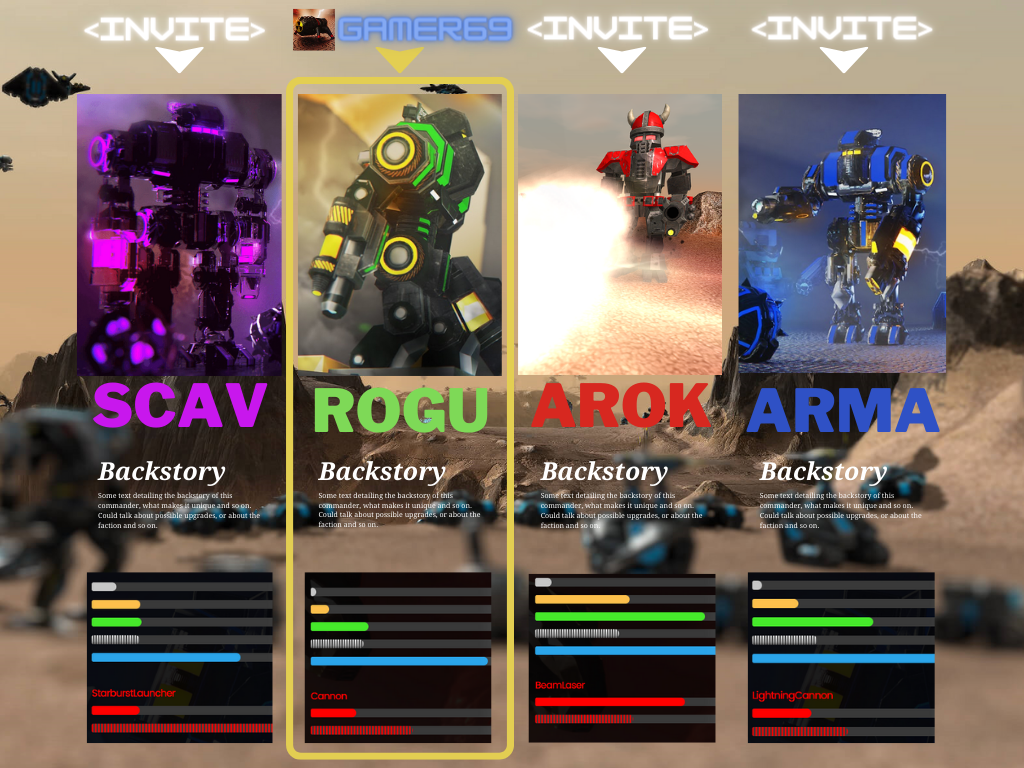 <INVITE>
GAMER69
<INVITE>
<INVITE>
SCAV
Backstory
Some text detailing the backstory of this
commander, what makes it unique and so on.
Could talk about possible upgrades, or about the
faction and so on.
StarburstLauncher
ROGU
Backstory
Some text detailing the backstory of this
commander, what makes it unique and so on.
Could talk about possible upgrades, or about the
faction and so on.
Cannon
AROK
Backstory
Some text detailing the backstory of this
commander, what makes it unique and so on.
Could talk about possible upgrades, or about the
faction and so on.
BeamLaser
ARMA
Backstory
Some text detailing the backstory of this
commander, what makes it unique and so on.
Could talk about possible upgrades, or about the
faction and so on.
LightningCannon